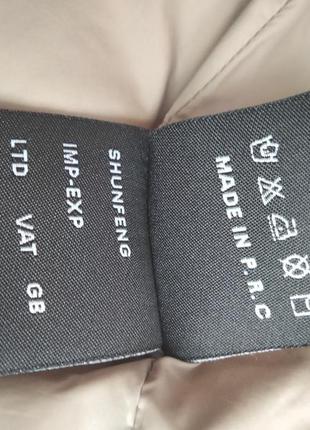 SHUNFENG
IMP-EXP
LTD VAT GB
MADE IN P.R.C